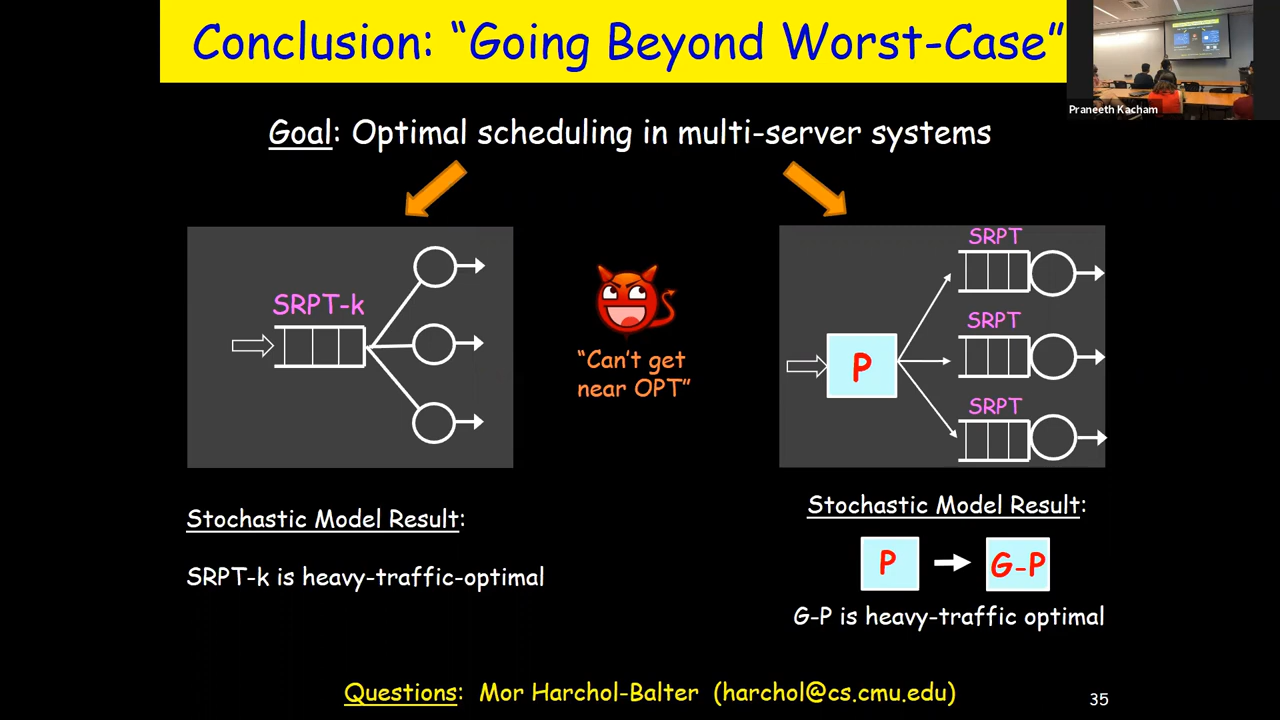 Conclusion: “Going Beyond Worst-Case”
Praneeth Kacham
Goal: Optimal scheduling in multi-server systems
SRPT-k
“Can’t get
near OPT”
P
SRPT
SRPT
SRPT
Stochastic Model Result:
SRPT-k is heavy-traffic-optimal
Stochastic Model Result:
P
G-P
G-P is heavy-traffic optimal
Questions: Mor Harchol-Balter (harchol@cs.cmu.edu)
35